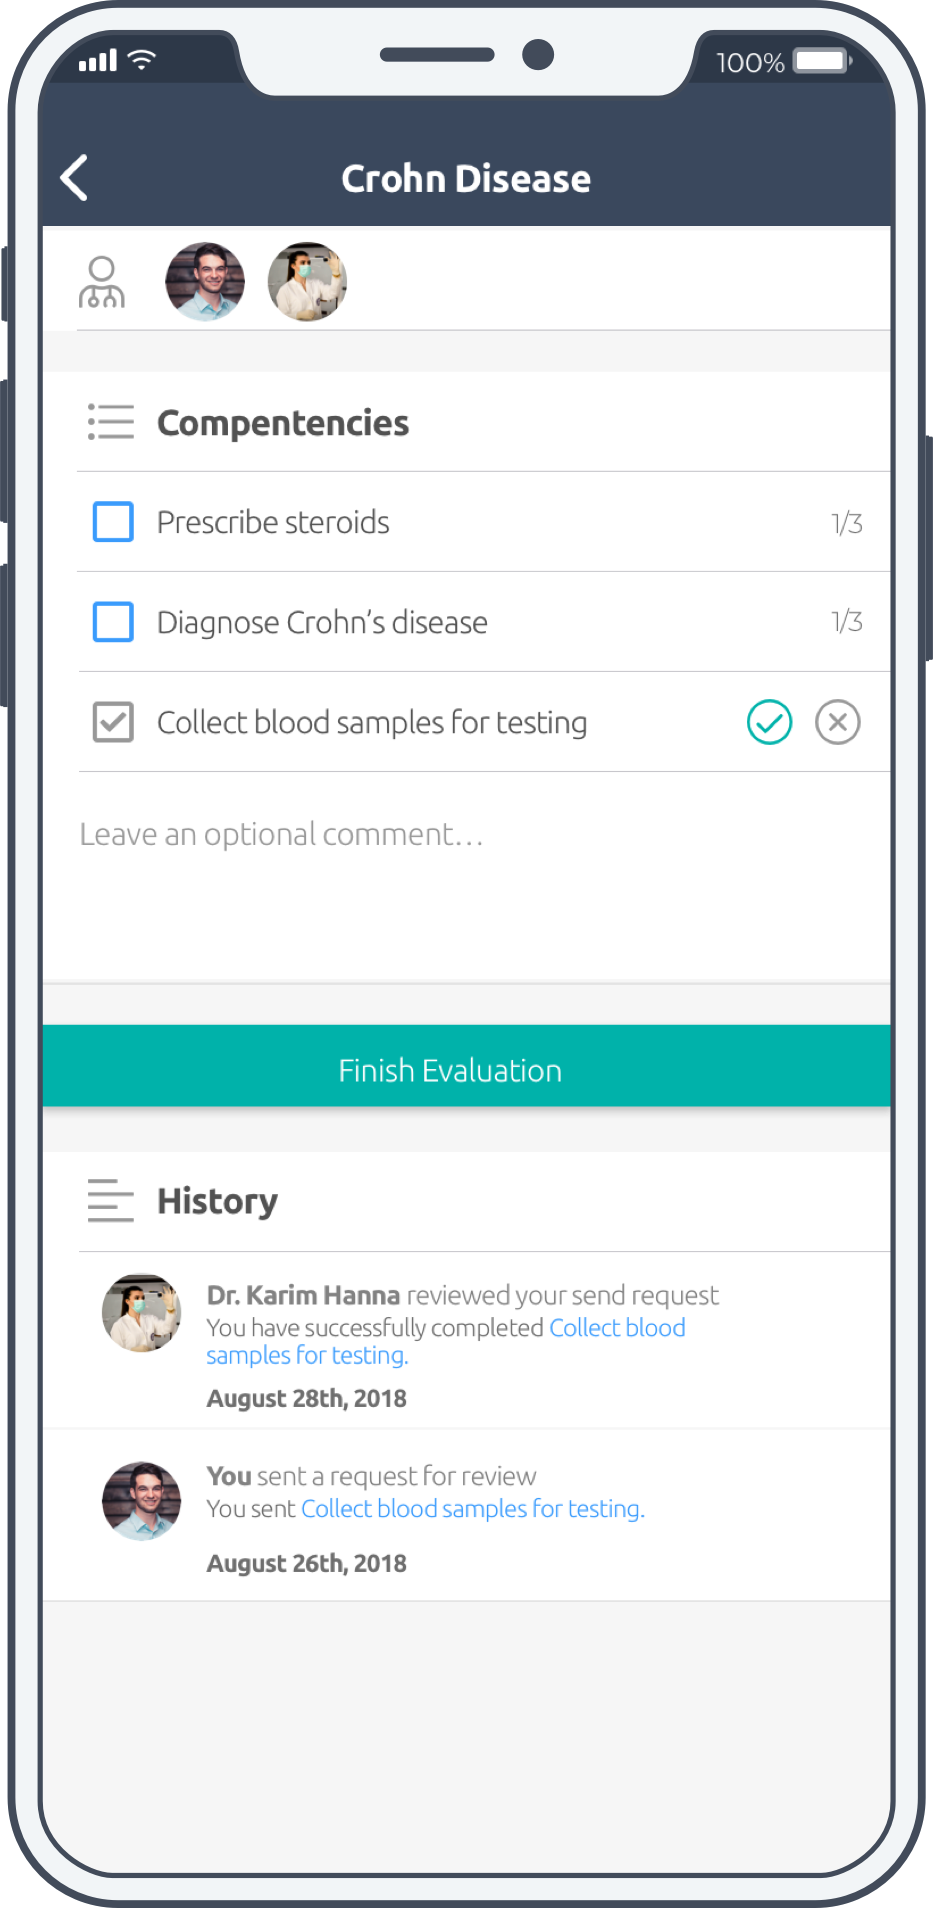 100%
Crohn Disease
Compentencies
Prescribe steroids 1/3
Diagnose Crohn’s disease 1/3
Collect blood samples for testing
Leave an optional comment...
Finish Evaluation
History
Dr. Karim Hanna reviewed your send request
You have successfully completed Collect blood
samples for testing.
August 28th, 2018
You sent a request for review
You sent Collect blood samples for testing.
August 26th, 2018